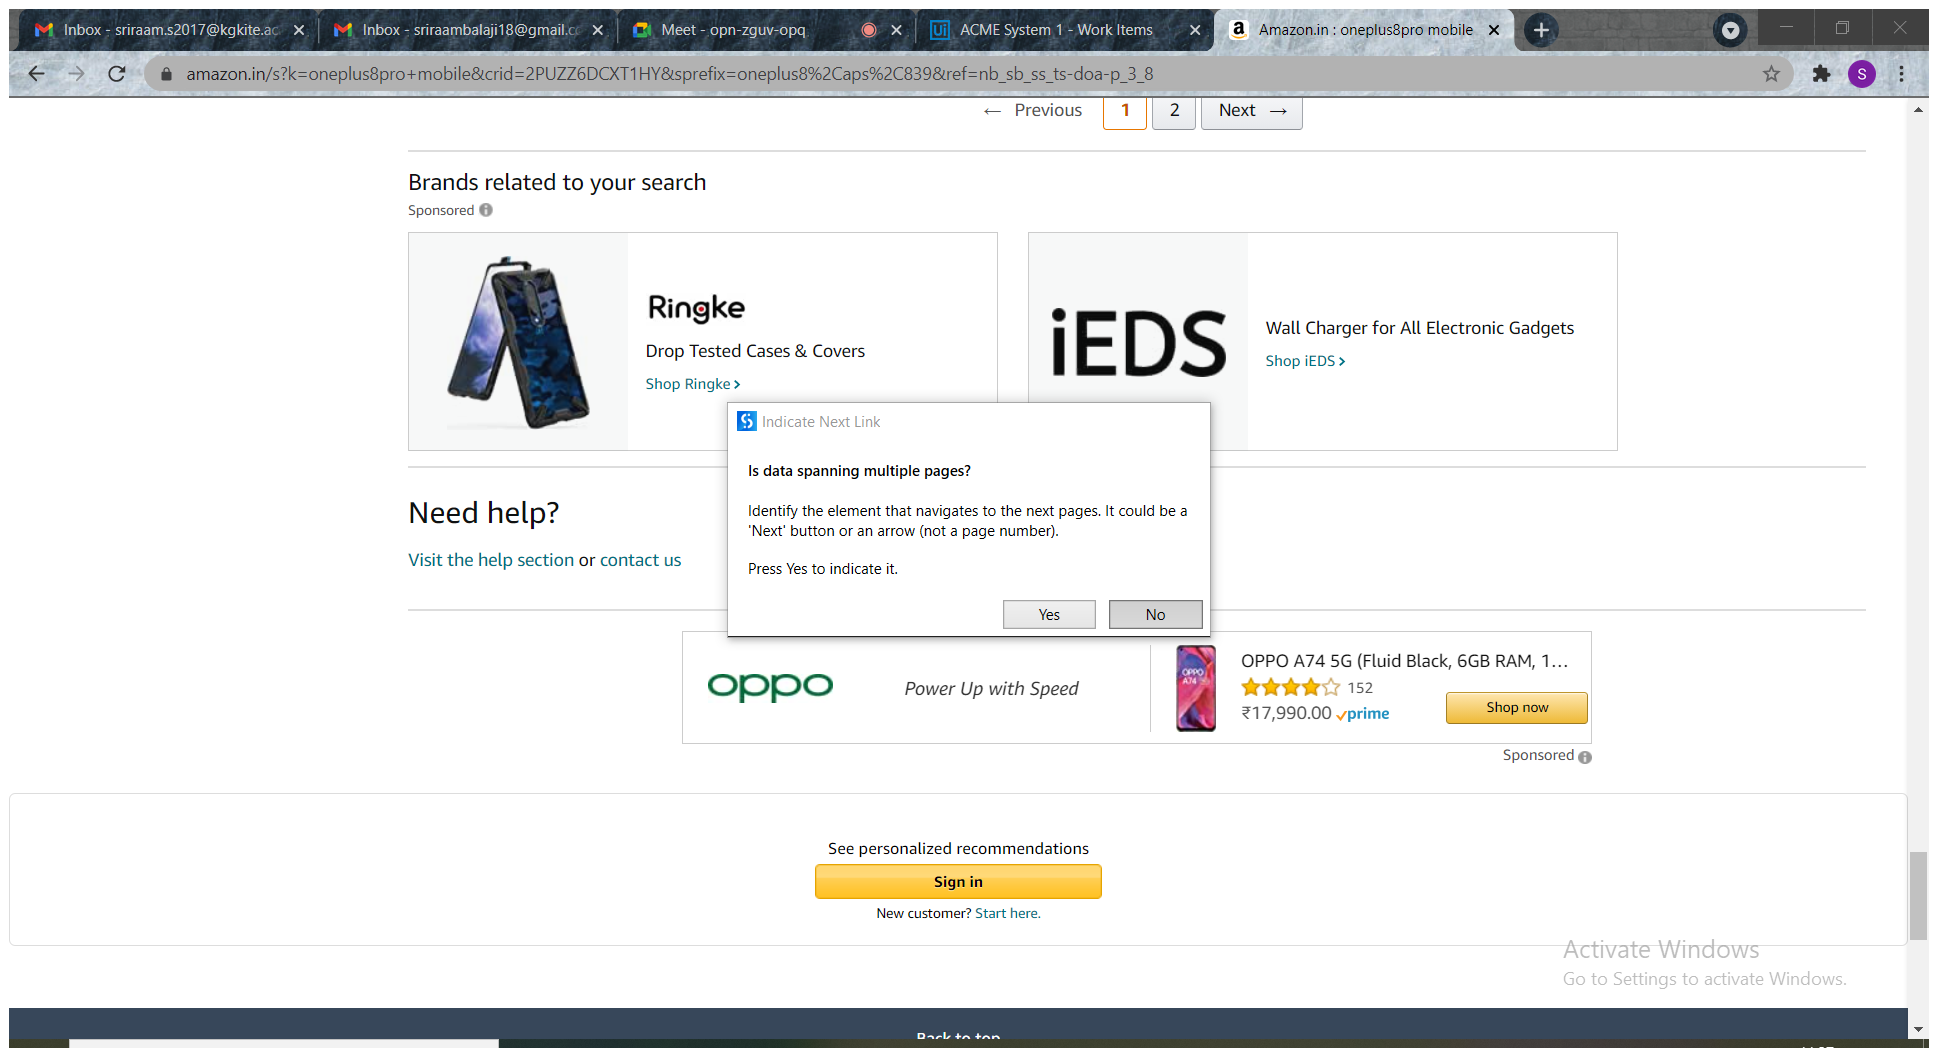 Inbox - sriraam.s2017@kgkite.ac
Inbox - sriraambalaji18@gmail.c
Meet - opn-zguv-opq
ACME System 1 - Work Items
Amazon.in : oneplus8pro mobile
amazon.in/s?k=oneplus8pro+mobile&crid=2PUZZ6DCXT1HY&sprefix=oneplus8%2Caps%2C839&ref=nb_sb_ss_ts-doa-p_3_8
S
← Previous 1 2 Next →
Brands related to your search
Sponsored
Ringke
Drop Tested Cases & Covers
Shop Ringke ›
iEDS
Wall Charger for All Electronic Gadgets
Shop iEDS ›
Indicate Next Link
Is data spanning multiple pages?
Identify the element that navigates to the next pages. It could be a
'Next' button or an arrow (not a page number).
Press Yes to indicate it.
Yes No
Need help?
Visit the help section or contact us
oppo
Power Up with Speed
OPPO
A74
OPPO A74 5G (Fluid Black, 6GB RAM, 1…
152
₹17,990.00 prime
Shop now
Sponsored
See personalized recommendations
Sign in
New customer? Start here.
Activate Windows
Go to Settings to activate Windows.
Back to top